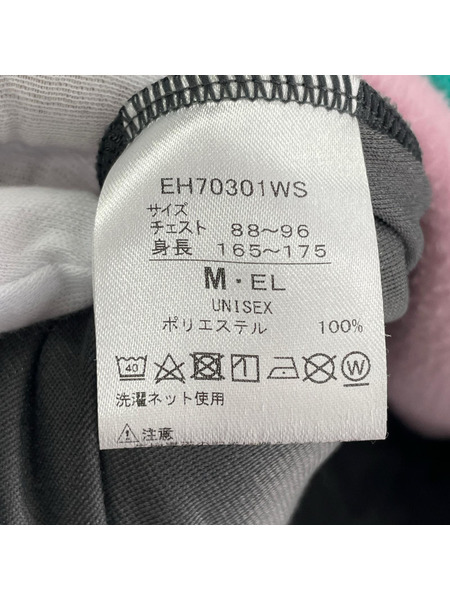 EH70301WS
サイズ
チェスト 88～96
身長 165～175
M・EL
UNISEX
ポリエステル 100%
40 W
洗濯ネット使用
注意